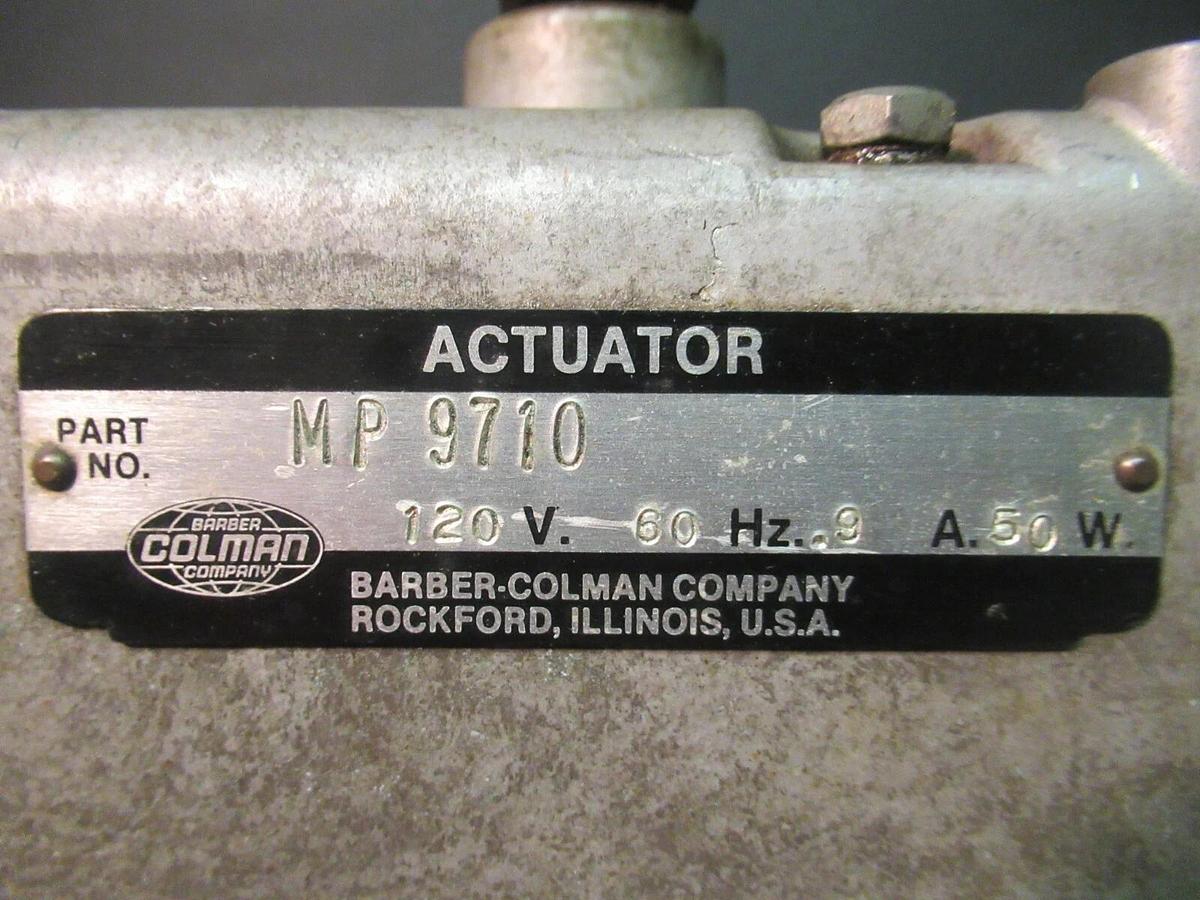 ACTUATOR
PART NO. MP 9710
120 V. 60 Hz. .9 A. 50 W.
BARBER
COLMAN
COMPANY
BARBER-COLMAN COMPANY
ROCKFORD, ILLINOIS, U.S.A.